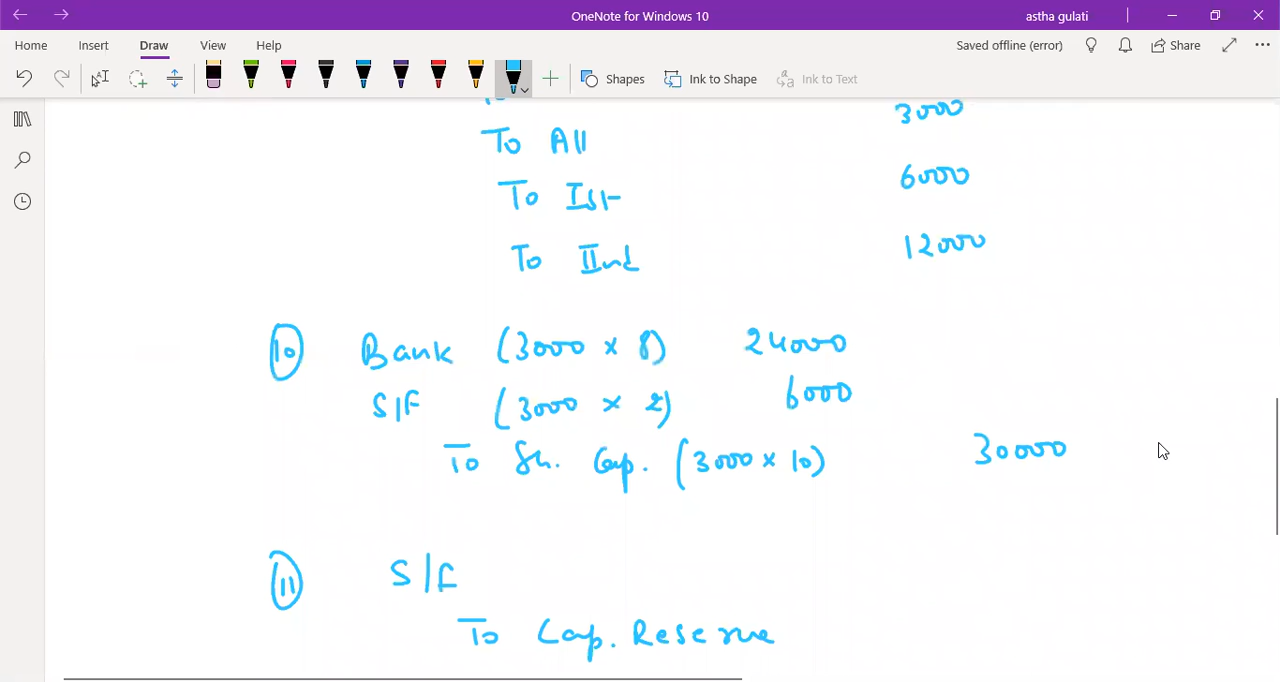 OneNote for Windows 10
astha gulati
Home Insert Draw View Help
Saved offline (error) Share
Shapes Ink to Shape Ink to Text
3000
To All
6000
To Ist
12000
To IInd
10 Bank (3000 × 8) 24000
S/F (3000 × 2) 6000
To Sh. Cap. (3000 × 10) 30000
11 S/F
To Cap. Reserve